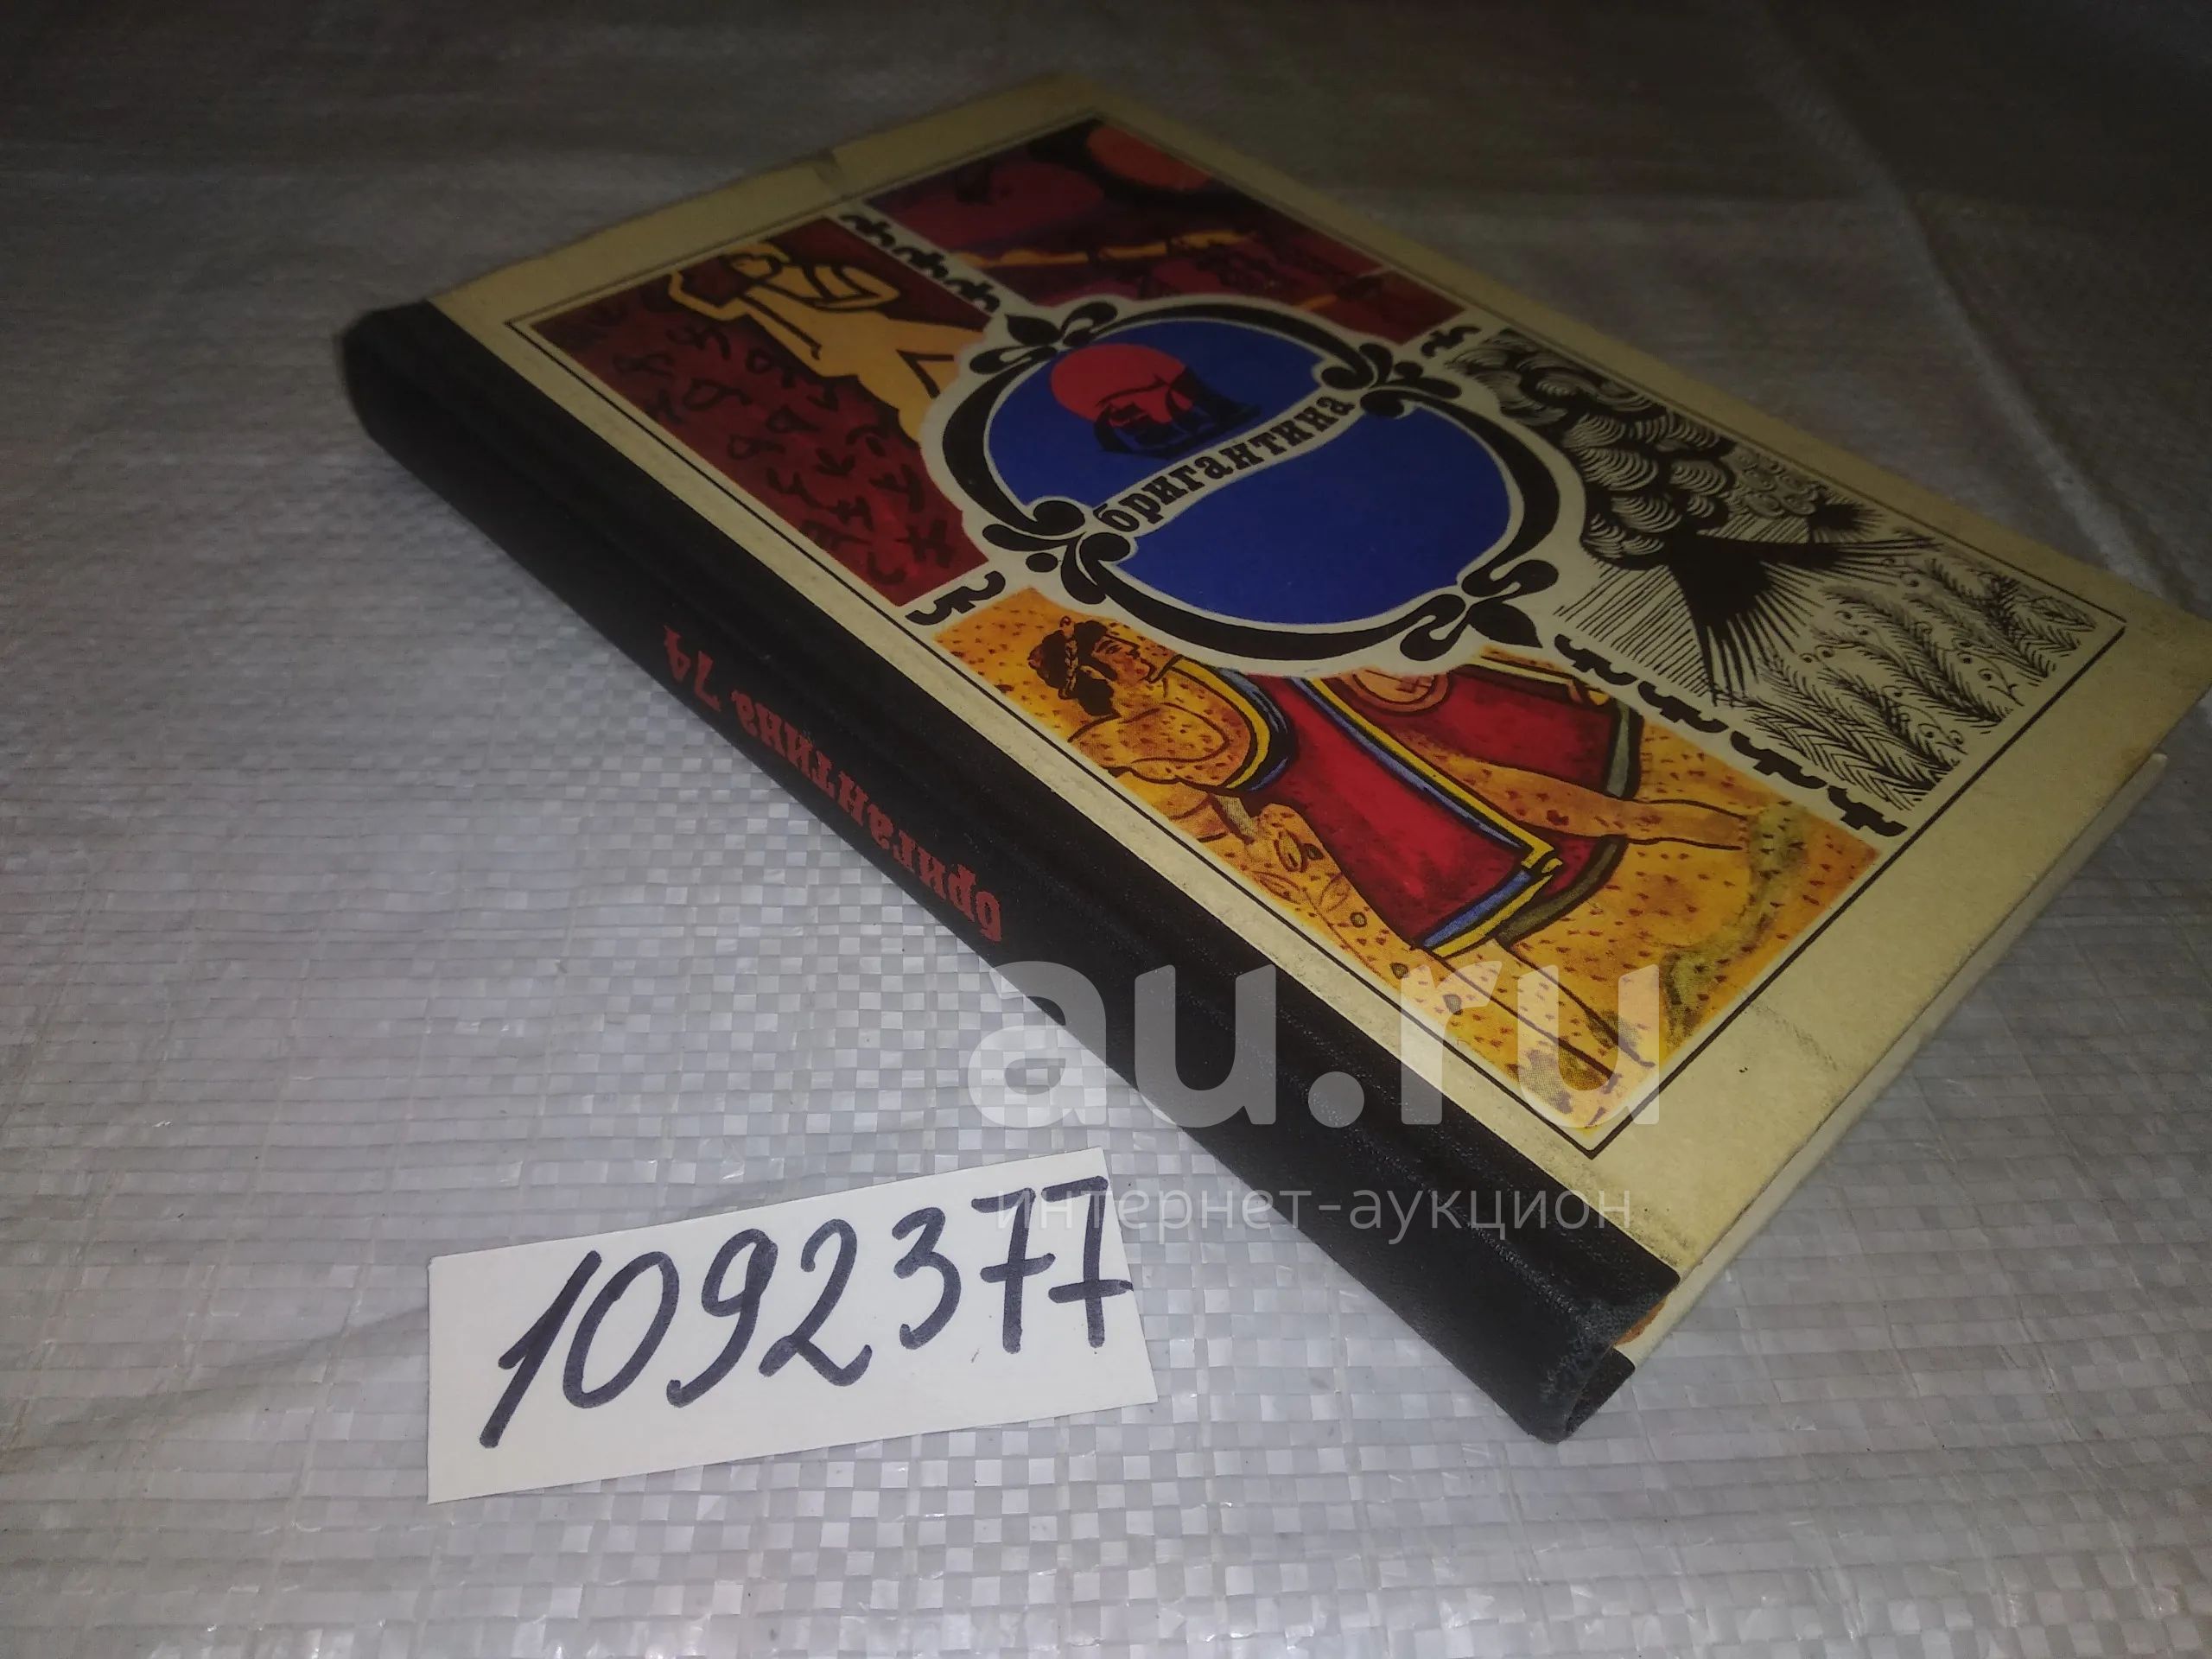 бригантина
бригантина 74
au.ru
интернет-аукцион
1092377